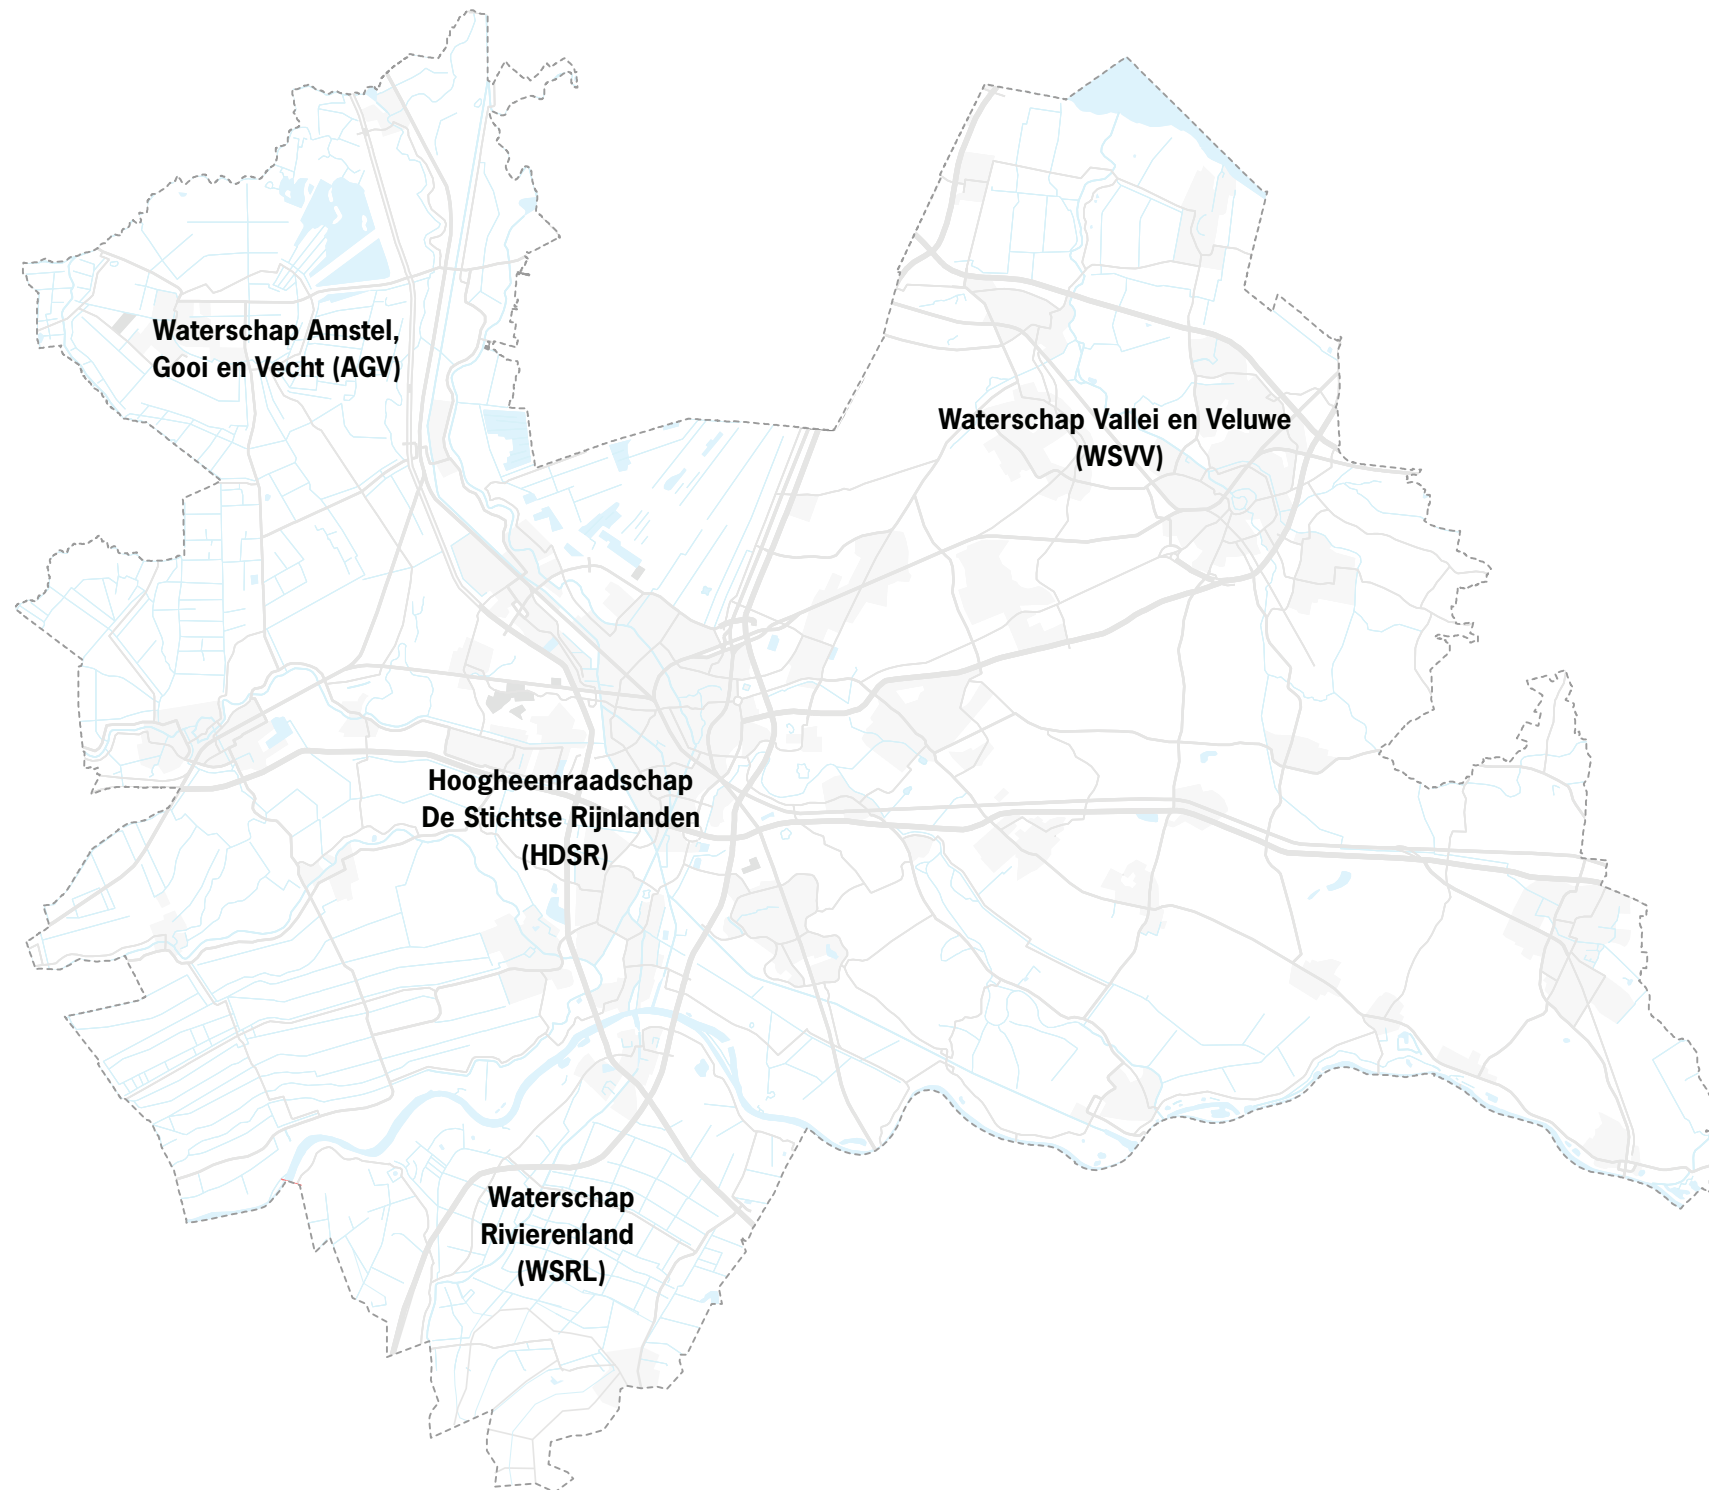 Waterschap Amstel,
Gooi en Vecht (AGV)
Waterschap Vallei en Veluwe
(WSVV)
Hoogheemraadschap
De Stichtse Rijnlanden
(HDSR)
Waterschap
Rivierenland
(WSRL)